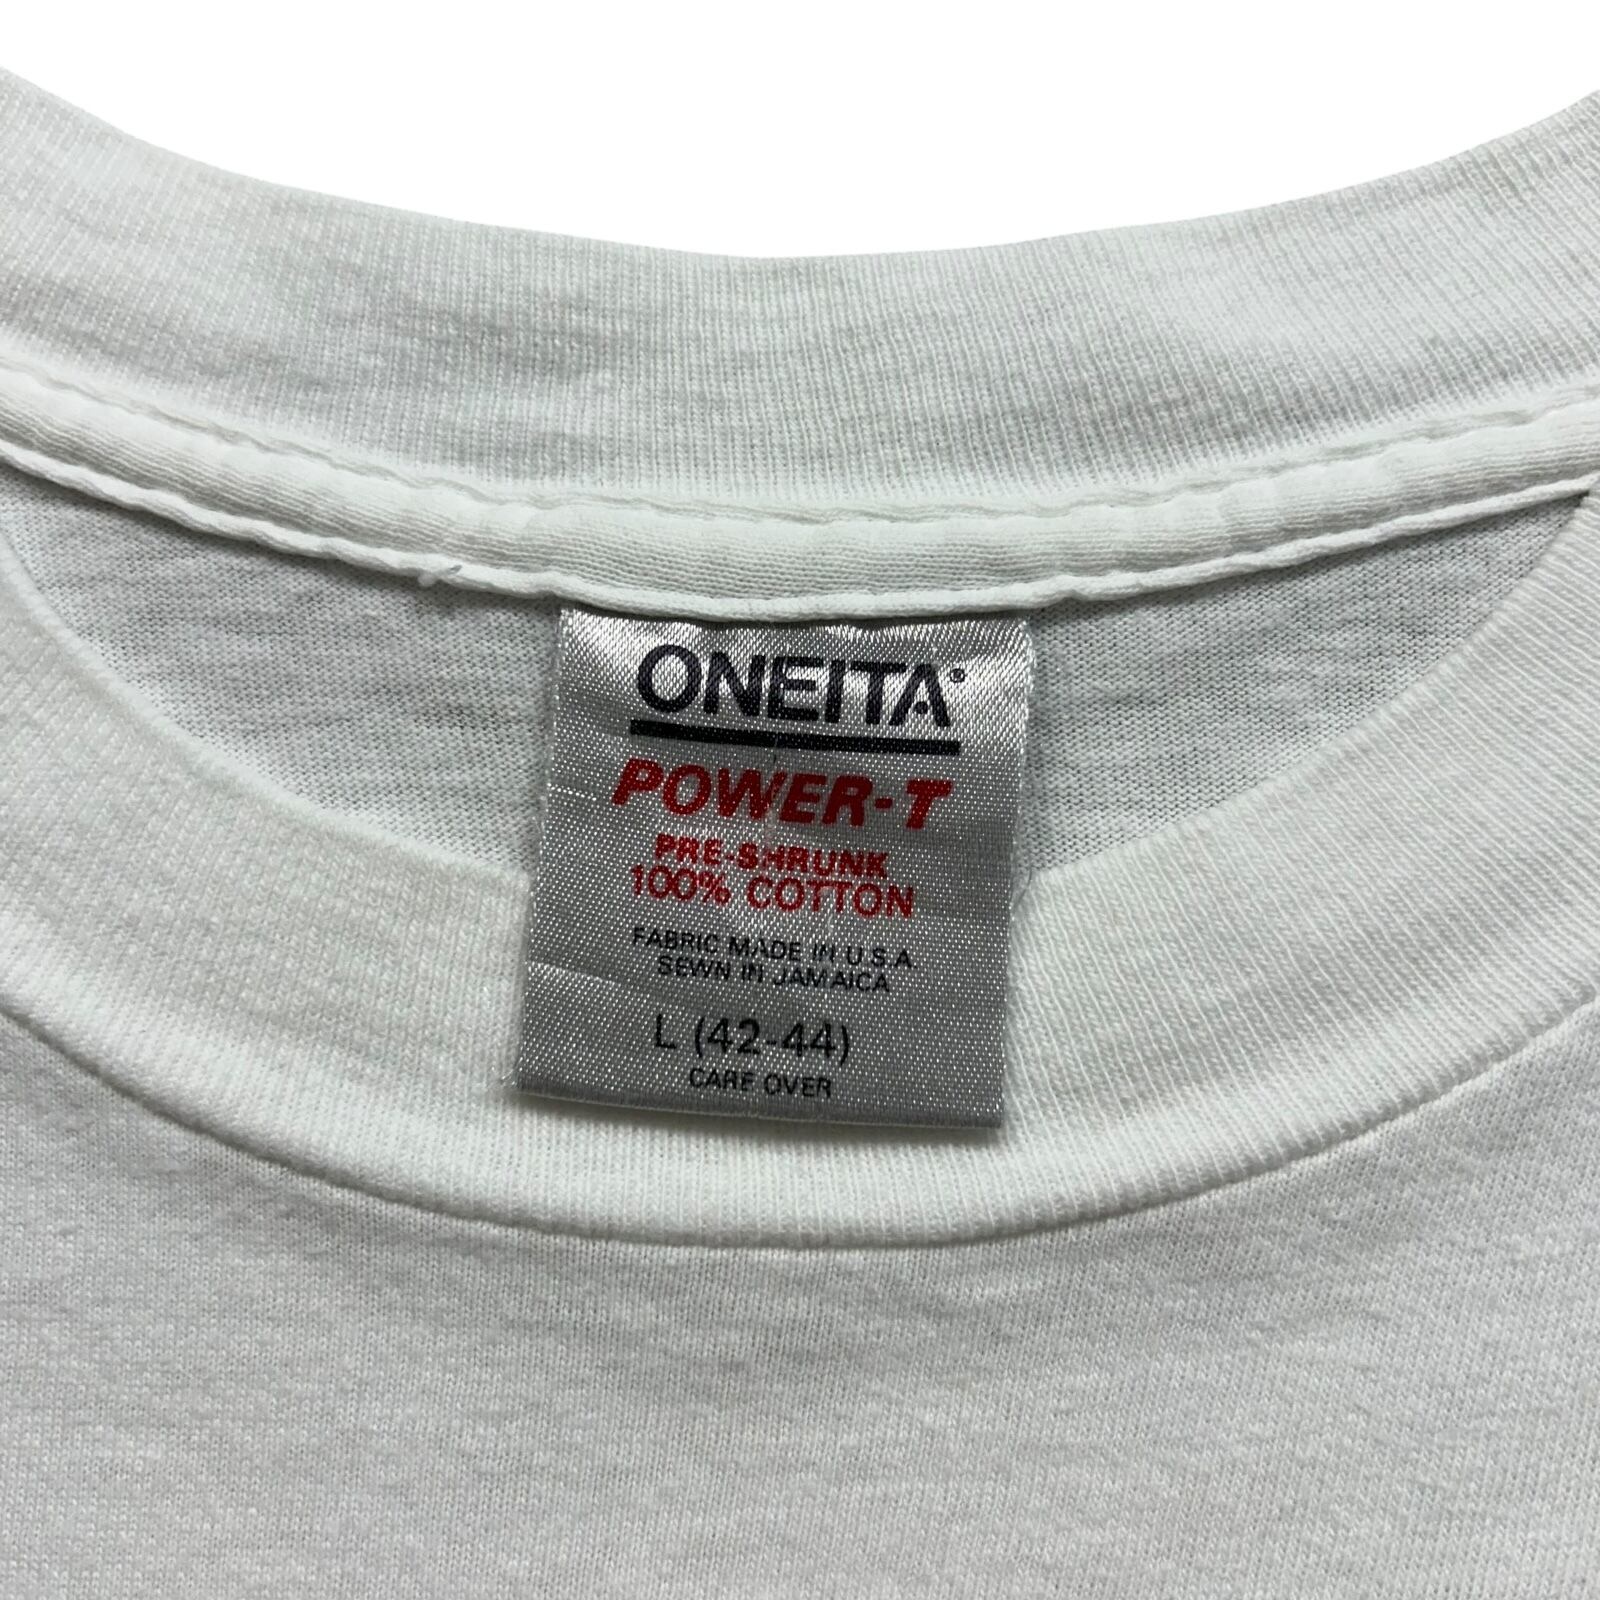 ONEITA®
POWER-T
PRE-SHRUNK
100% COTTON
FABRIC MADE IN U.S.A.
SEWN IN JAMAICA
L (42-44)
CARE OVER